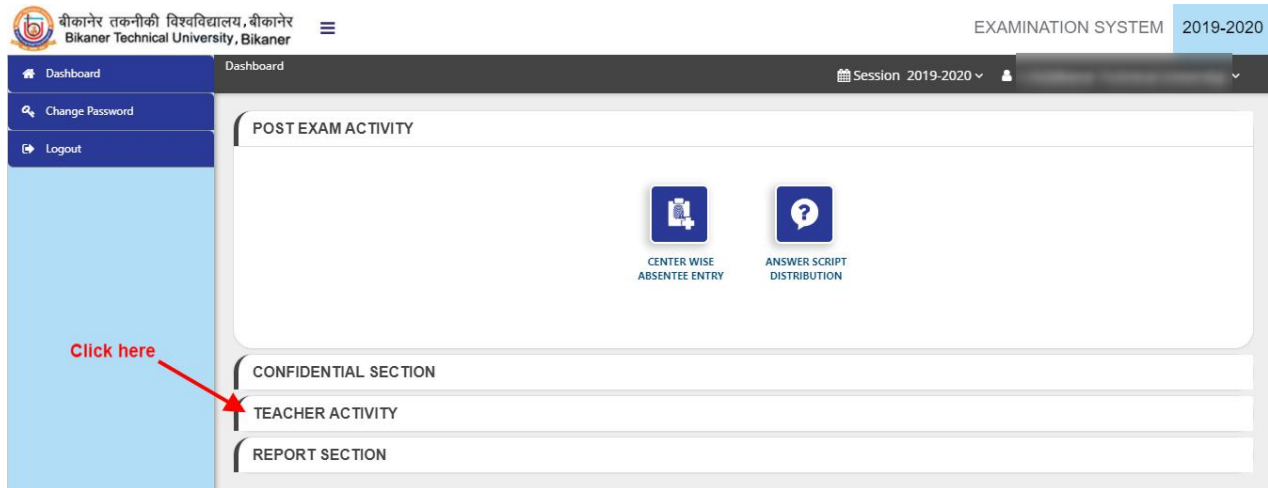 बीकानेर तकनीकी विश्वविद्यालय, बीकानेर
Bikaner Technical University, Bikaner
EXAMINATION SYSTEM 2019-2020
Dashboard
Change Password
Logout
Dashboard
Session 2019-2020
POST EXAM ACTIVITY
CENTER WISE
ABSENTEE ENTRY
ANSWER SCRIPT
DISTRIBUTION
Click here
CONFIDENTIAL SECTION
TEACHER ACTIVITY
REPORT SECTION